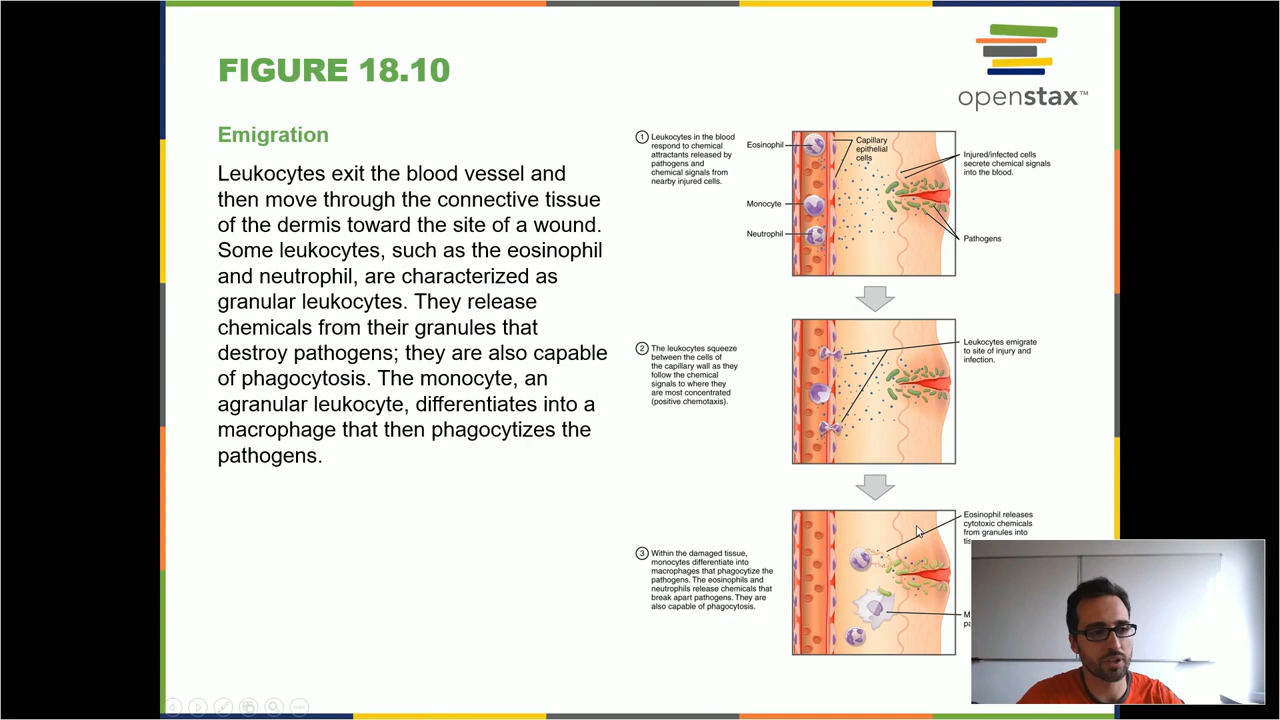 FIGURE 18.10
openstax™
Emigration
Leukocytes exit the blood vessel and
then move through the connective tissue
of the dermis toward the site of a wound.
Some leukocytes, such as the eosinophil
and neutrophil, are characterized as
granular leukocytes. They release
chemicals from their granules that
destroy pathogens; they are also capable
of phagocytosis. The monocyte, an
agranular leukocyte, differentiates into a
macrophage that then phagocytizes the
pathogens.
1 Leukocytes in the blood
respond to chemical
attractants released by
pathogens and
chemical signals from
nearby injured cells.
Eosinophil
Monocyte
Neutrophil
Capillary
epithelial
cells
Injured/infected cells
secrete chemical signals
into the blood.
Pathogens
2 The leukocytes squeeze
between the cells of
the capillary wall as they
follow the chemical
signals to where they
are most concentrated
(positive chemotaxis).
Leukocytes emigrate
to site of injury and
infection.
3 Within the damaged tissue,
monocytes differentiate into
macrophages that phagocytize the
pathogens. The eosinophils and
neutrophils release chemicals that
break apart pathogens. They are
also capable of phagocytosis.
Eosinophil releases
cytotoxic chemicals
from granules into